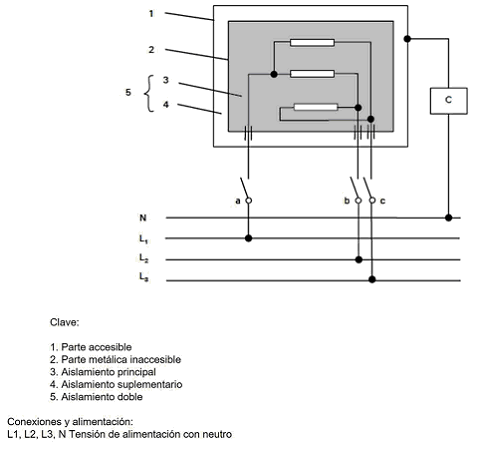 1
2
3
5
4
C
a
b
c
N
L₁
L₂
L₃
Clave:
1. Parte accesible
2. Parte metálica inaccesible
3. Aislamiento principal
4. Aislamiento suplementario
5. Aislamiento doble
Conexiones y alimentación:
L1, L2, L3, N Tensión de alimentación con neutro